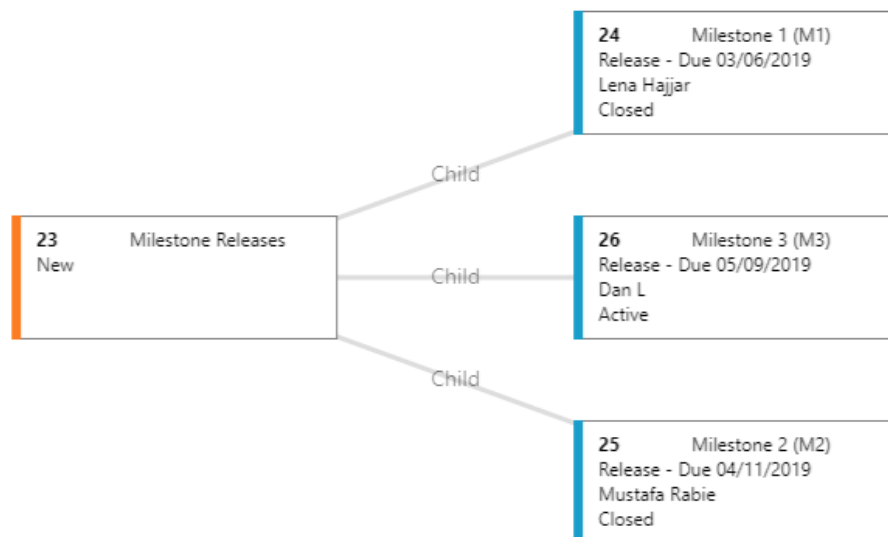 24 Milestone 1 (M1)
Release - Due 03/06/2019
Lena Hajjar
Closed
Child
23 Milestone Releases
New
Child
26 Milestone 3 (M3)
Release - Due 05/09/2019
Dan L
Active
Child
25 Milestone 2 (M2)
Release - Due 04/11/2019
Mustafa Rabie
Closed